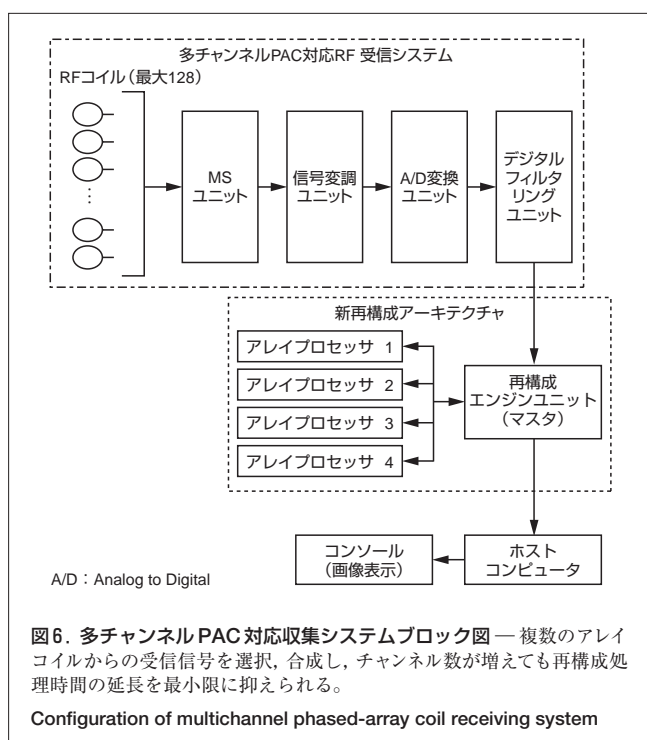 多チャンネルPAC対応RF 受信システム
RFコイル(最大128)
MS
ユニット
信号変調
ユニット
A/D変換
ユニット
デジタル
フィルタ
リング
ユニット
新再構成アーキテクチャ
アレイプロセッサ 1
アレイプロセッサ 2
アレイプロセッサ 3
アレイプロセッサ 4
再構成
エンジンユニット
(マスタ)
コンソール
(画像表示)
ホスト
コンピュータ
A/D:Analog to Digital
図6. 多チャンネル PAC 対応収集システムブロック図 — 複数のアレイ
コイルからの受信信号を選択,合成し,チャンネル数が増えても再構成処
理時間の延長を最小限に抑えられる。
Configuration of multichannel phased-array coil receiving system